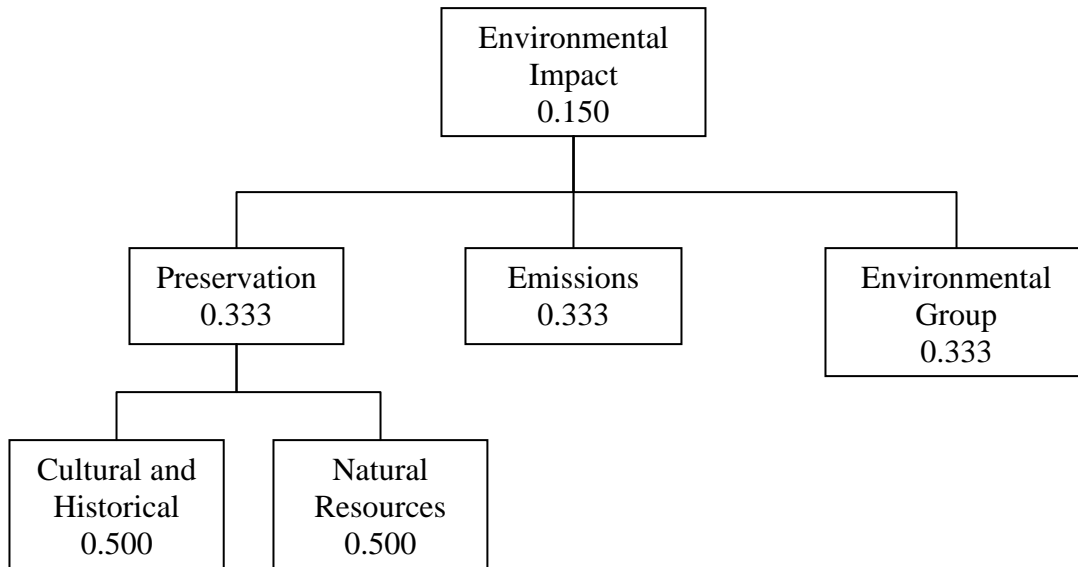 Environmental
Impact
0.150
Preservation
0.333
Emissions
0.333
Environmental
Group
0.333
Cultural and
Historical
0.500
Natural
Resources
0.500